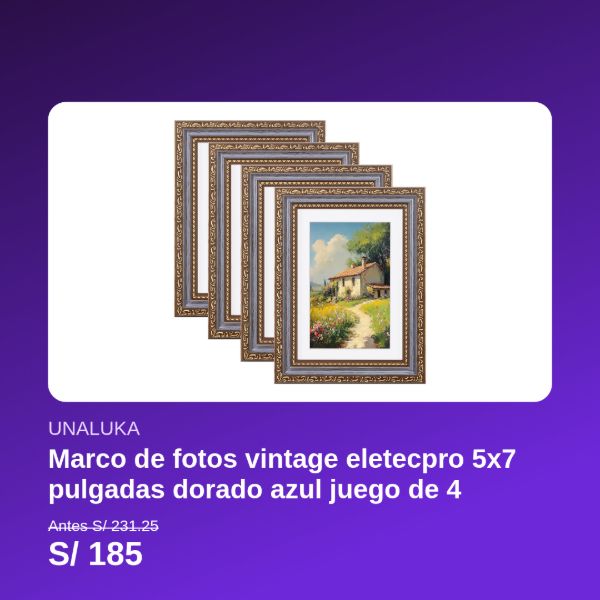 UNALUKA
Marco de fotos vintage eletecpro 5x7
pulgadas dorado azul juego de 4
Antes S/ 231.25
S/ 185